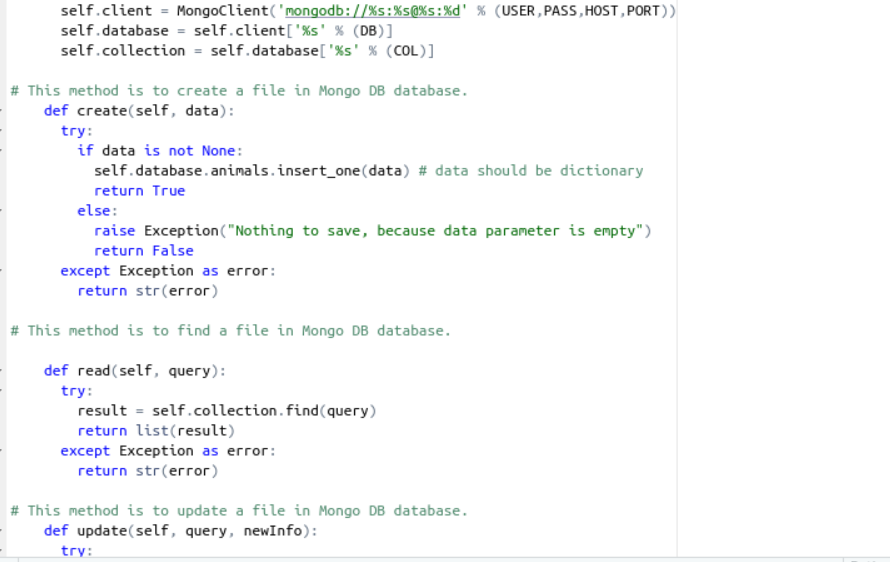 self.client = MongoClient('mongodb://%s:%s@%s:%d' % (USER,PASS,HOST,PORT))
self.database = self.client['%s' % (DB)]
self.collection = self.database['%s' % (COL)]
# This method is to create a file in Mongo DB database.
def create(self, data):
try:
if data is not None:
self.database.animals.insert_one(data) # data should be dictionary
return True
else:
raise Exception("Nothing to save, because data parameter is empty")
return False
except Exception as error:
return str(error)
# This method is to find a file in Mongo DB database.
def read(self, query):
try:
result = self.collection.find(query)
return list(result)
except Exception as error:
return str(error)
# This method is to update a file in Mongo DB database.
def update(self, query, newInfo):
try: